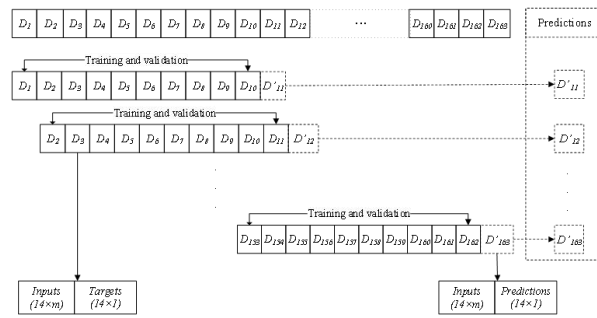 D1 D2 D3 D4 D5 D6 D7 D8 D9 D10 D11 D12 ... D160 D161 D162 D163 Predictions
Training and validation
D1 D2 D3 D4 D5 D6 D7 D8 D9 D10 D'11 D'11
Training and validation
D2 D3 D4 D5 D6 D7 D8 D9 D10 D11 D'12 D'12
Training and validation
D153 D154 D155 D156 D157 D158 D159 D160 D161 D162 D'163 D'163
Inputs Targets Inputs Predictions
(14×m) (14×1) (14×m) (14×1)